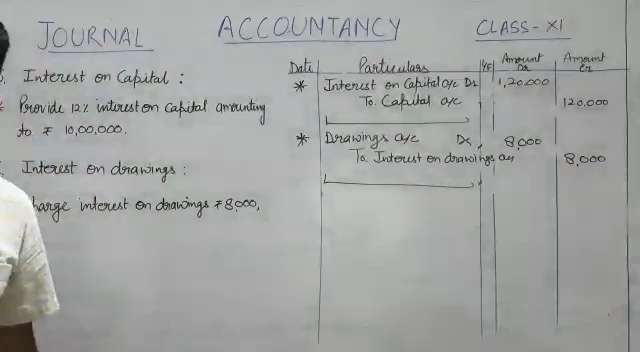 JOURNAL ACCOUNTANCY CLASS-XI
Interest on Capital :
Provide 12% interest on capital amounting
to ₹ 10,00,000.
Interest on drawings :
harge interest on drawings ₹8,000,
Date Particulars L/F Amount Dr Amount Cr
* Interest on Capital a/c Dr 1,20,000
To Capital a/c 120,000
* Drawings a/c Dr 8,000
To Interest on drawings a/c 8,000